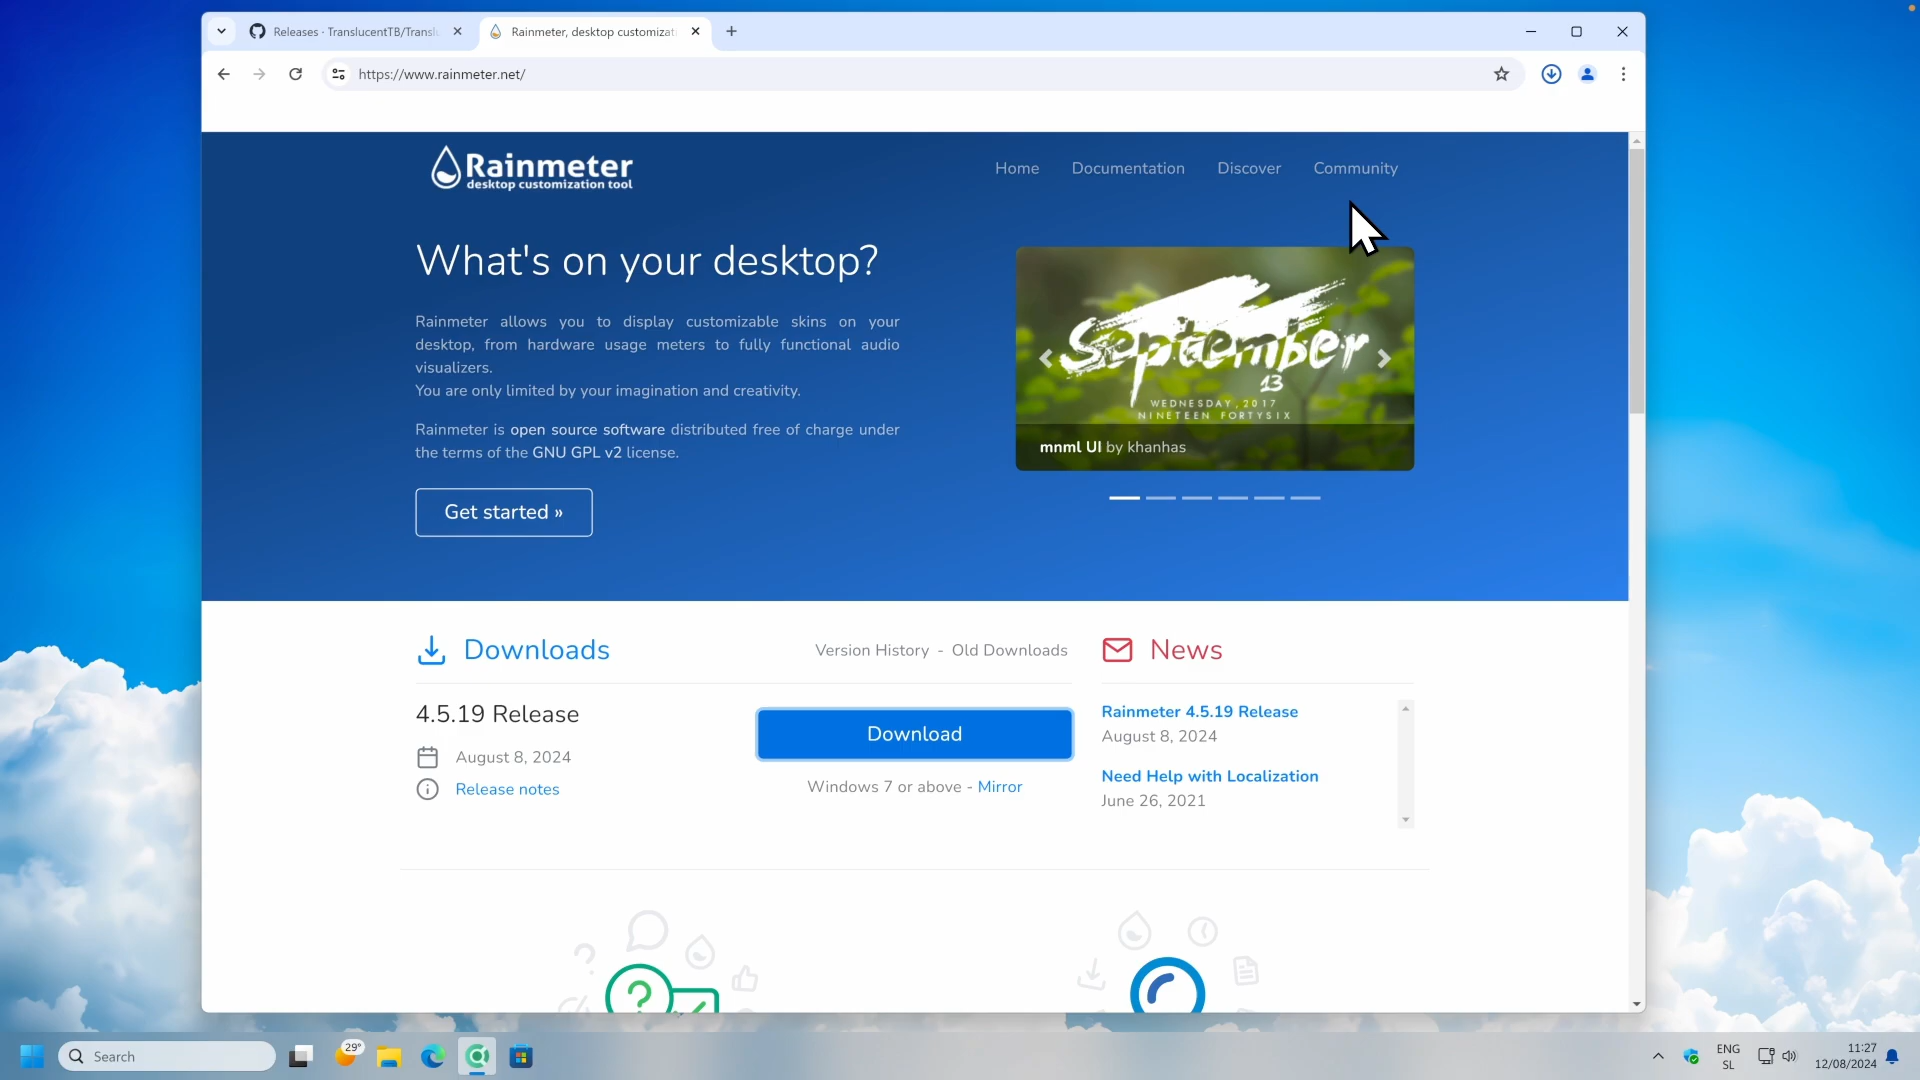 Releases · TranslucentTB/Translu
Rainmeter, desktop customizat
https://www.rainmeter.net/
Rainmeter
desktop customization tool
Home
Documentation
Discover
Community
What's on your desktop?
Rainmeter allows you to display customizable skins on your
desktop, from hardware usage meters to fully functional audio
visualizers.
You are only limited by your imagination and creativity.
Rainmeter is open source software distributed free of charge under
the terms of the GNU GPL v2 license.
Get started »
September
13
WEDNESDAY, 2017
NINETEEN FORTYSIX
mnml UI by khanhas
Downloads
Version History - Old Downloads
4.5.19 Release
August 8, 2024
Release notes
Download
Windows 7 or above - Mirror
News
Rainmeter 4.5.19 Release
August 8, 2024
Need Help with Localization
June 26, 2021
Search
29°
ENG
SL
11:27
12/08/2024